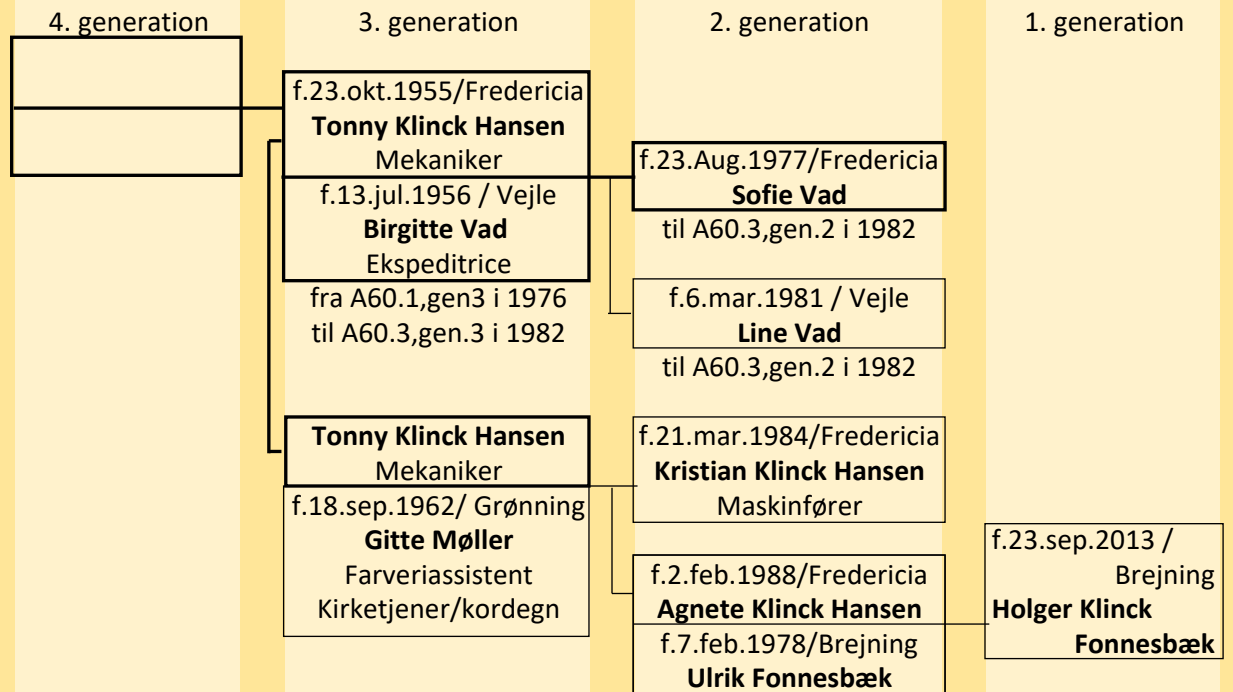 4. generation
3. generation
2. generation
1. generation
f.23.okt.1955/Fredericia
Tonny Klinck Hansen
Mekaniker
f.13.jul.1956 / Vejle
Birgitte Vad
Ekspeditrice
fra A60.1,gen3 i 1976
til A60.3,gen.3 i 1982
f.23.Aug.1977/Fredericia
Sofie Vad
til A60.3,gen.2 i 1982
f.6.mar.1981 / Vejle
Line Vad
til A60.3,gen.2 i 1982
Tonny Klinck Hansen
Mekaniker
f.18.sep.1962/ Grønning
Gitte Møller
Farveriassistent
Kirketjener/kordegn
f.21.mar.1984/Fredericia
Kristian Klinck Hansen
Maskinfører
f.2.feb.1988/Fredericia
Agnete Klinck Hansen
f.7.feb.1978/Brejning
Ulrik Fonnesbæk
f.23.sep.2013 /
Brejning
Holger Klinck
Fonnesbæk